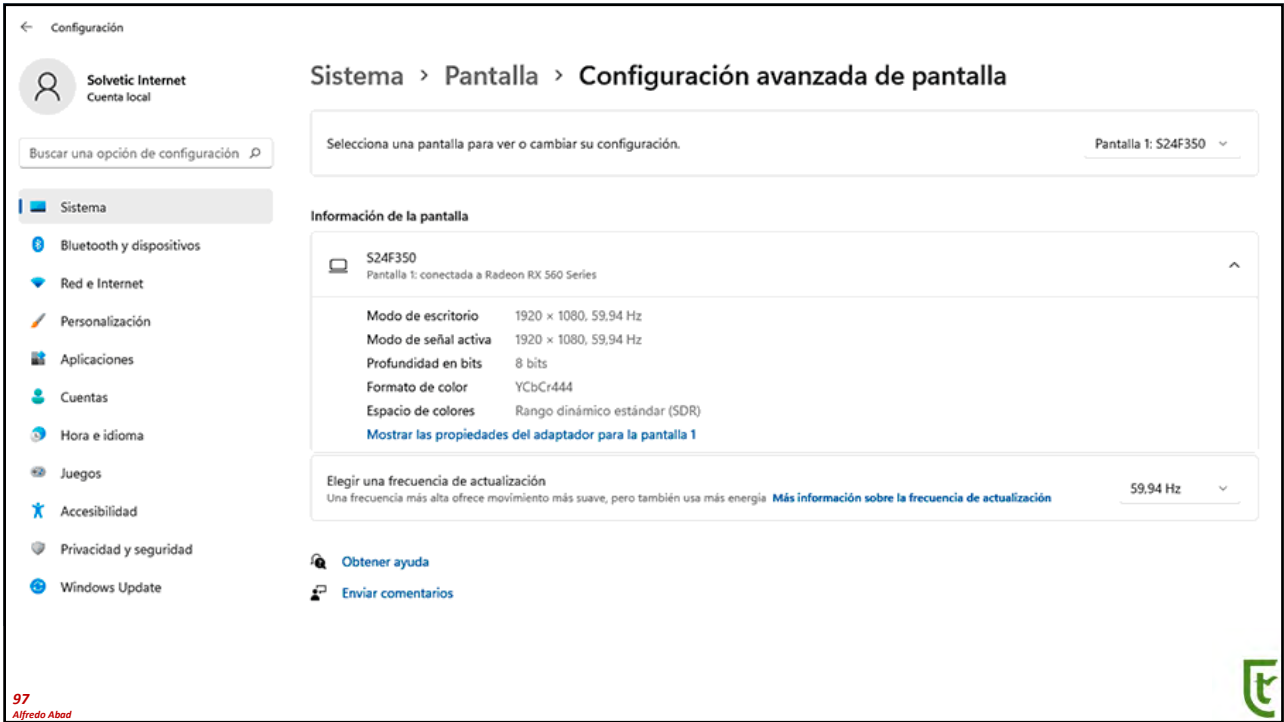 Configuración
Solvetic Internet
Cuenta local
Buscar una opción de configuración
Sistema
Bluetooth y dispositivos
Red e Internet
Personalización
Aplicaciones
Cuentas
Hora e idioma
Juegos
Accesibilidad
Privacidad y seguridad
Windows Update
Sistema > Pantalla > Configuración avanzada de pantalla
Selecciona una pantalla para ver o cambiar su configuración. Pantalla 1: S24F350
Información de la pantalla
S24F350
Pantalla 1: conectada a Radeon RX 560 Series
Modo de escritorio 1920 × 1080, 59,94 Hz
Modo de señal activa 1920 × 1080, 59,94 Hz
Profundidad en bits 8 bits
Formato de color YCbCr444
Espacio de colores Rango dinámico estándar (SDR)
Mostrar las propiedades del adaptador para la pantalla 1
Elegir una frecuencia de actualización
Una frecuencia más alta ofrece movimiento más suave, pero también usa más energía Más información sobre la frecuencia de actualización 59,94 Hz
Obtener ayuda
Enviar comentarios
97
Alfredo Abad